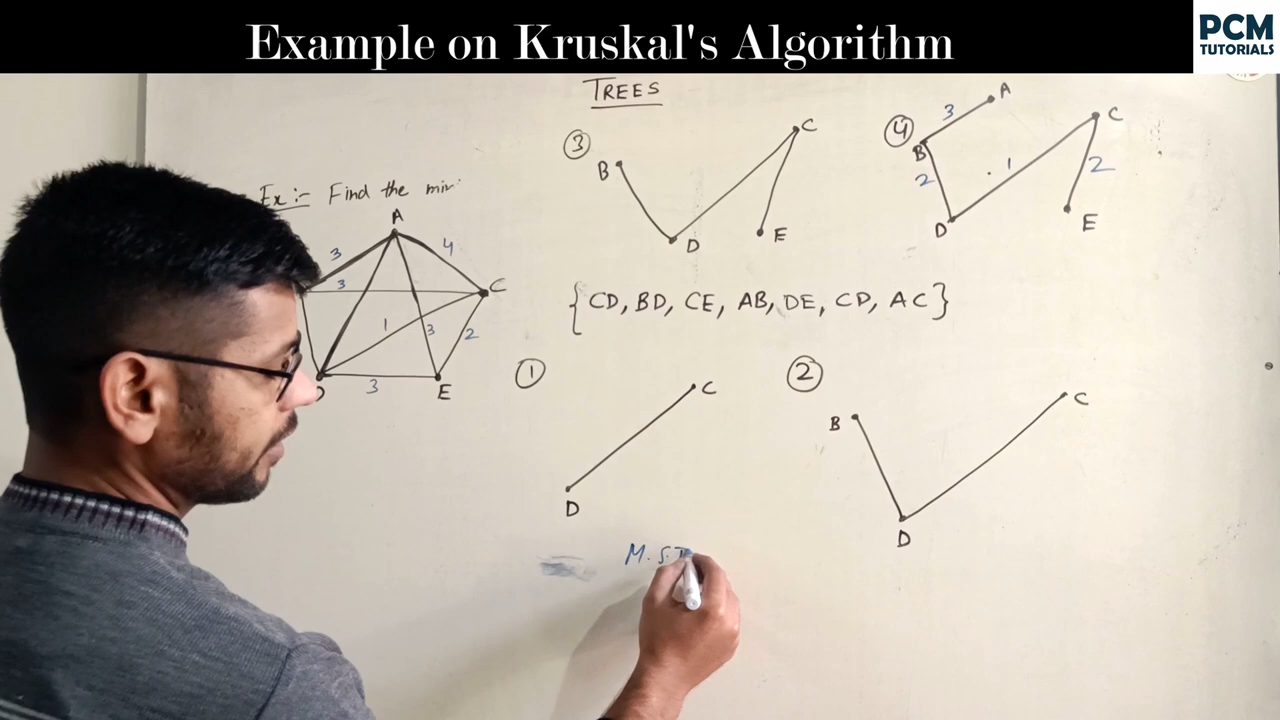 Example on Kruskal's Algorithm
PCM
TUTORIALS
TREES
Ex :- Find the
A
3
4
3
C
1
3
2
3
E
③
B
C
D
E
④
3
A
B
C
2
1
2
D
E
{ CD, BD, CE, AB, DE, CD, AC }
①
C
D
②
B
C
D
M.S.T